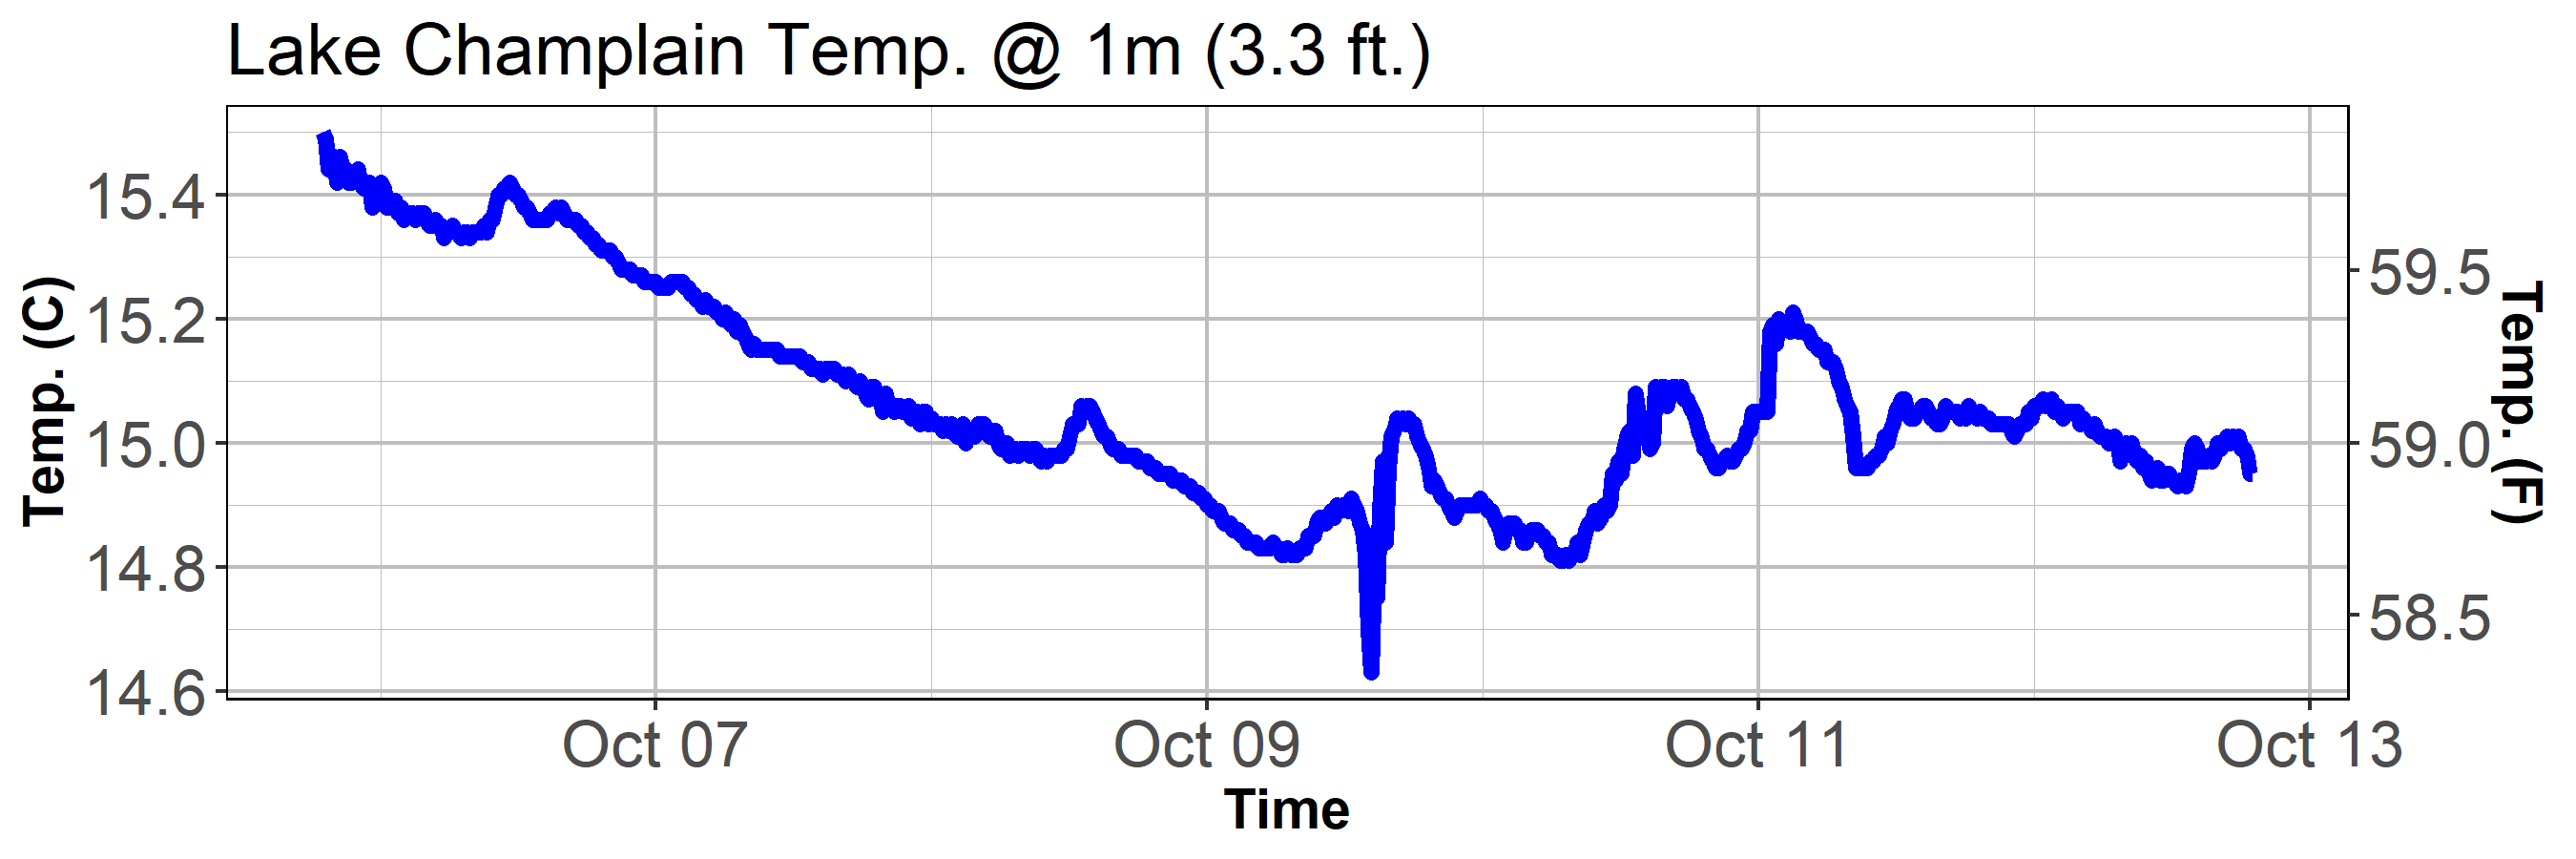 Lake Champlain Temp. @ 1m (3.3 ft.)
Temp. (C)
15.4
15.2
15.0
14.8
14.6
59.5
59.0
58.5
Temp. (F)
Oct 07
Oct 09
Oct 11
Oct 13
Time